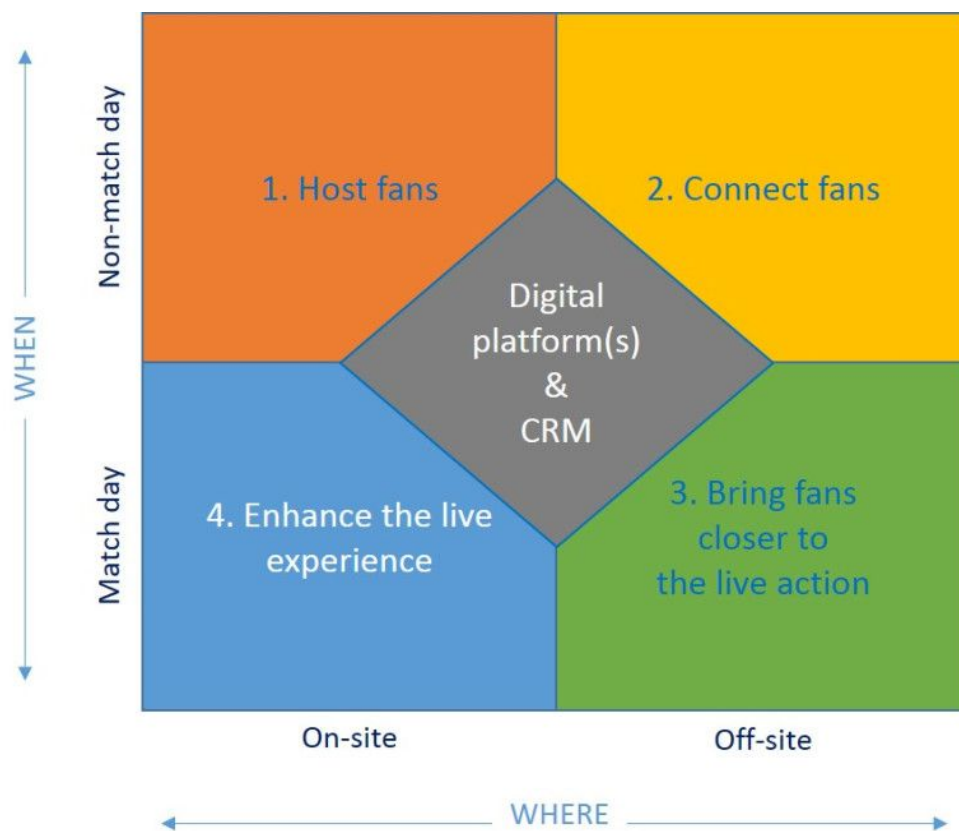 Non-match day
1. Host fans
2. Connect fans
Digital
platform(s)
&
CRM
WHEN
Match day
4. Enhance the live
experience
3. Bring fans
closer to
the live action
On-site
Off-site
WHERE